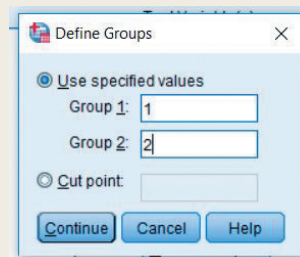 Define Groups
Use specified values
Group 1: 1
Group 2: 2
Cut point:
Continue Cancel Help